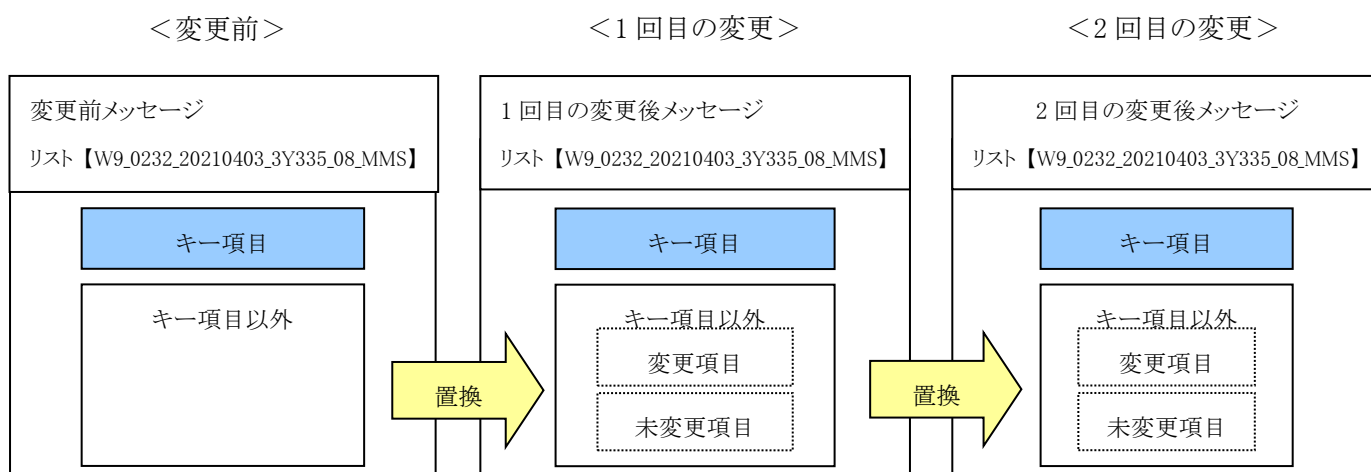 ＜変更前＞
＜1回目の変更＞
＜2回目の変更＞
変更前メッセージ
リスト【W9_0232_20210403_3Y335_08_MMS】
キー項目
キー項目以外
置換
1回目の変更後メッセージ
リスト【W9_0232_20210403_3Y335_08_MMS】
キー項目
キー項目以外
変更項目
未変更項目
置換
2回目の変更後メッセージ
リスト【W9_0232_20210403_3Y335_08_MMS】
キー項目
キー項目以外
変更項目
未変更項目